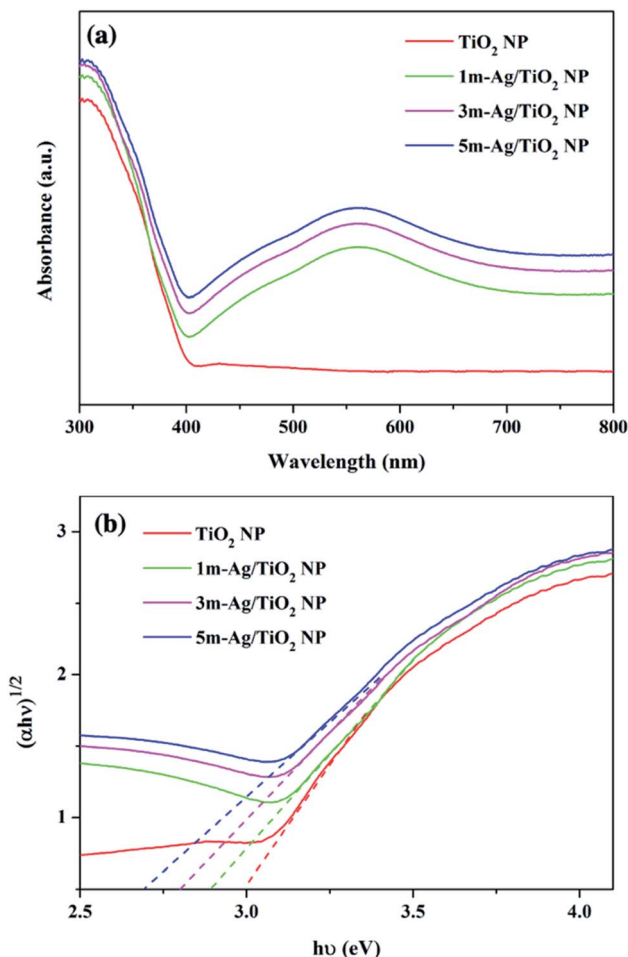 (a)
TiO2 NP
1m-Ag/TiO2 NP
3m-Ag/TiO2 NP
5m-Ag/TiO2 NP
Absorbance (a.u.)
300 400 500 600 700 800
Wavelength (nm)
(b)
TiO2 NP
1m-Ag/TiO2 NP
3m-Ag/TiO2 NP
5m-Ag/TiO2 NP
(αhν)1/2
3
2
1
2.5 3.0 3.5 4.0
hυ (eV)